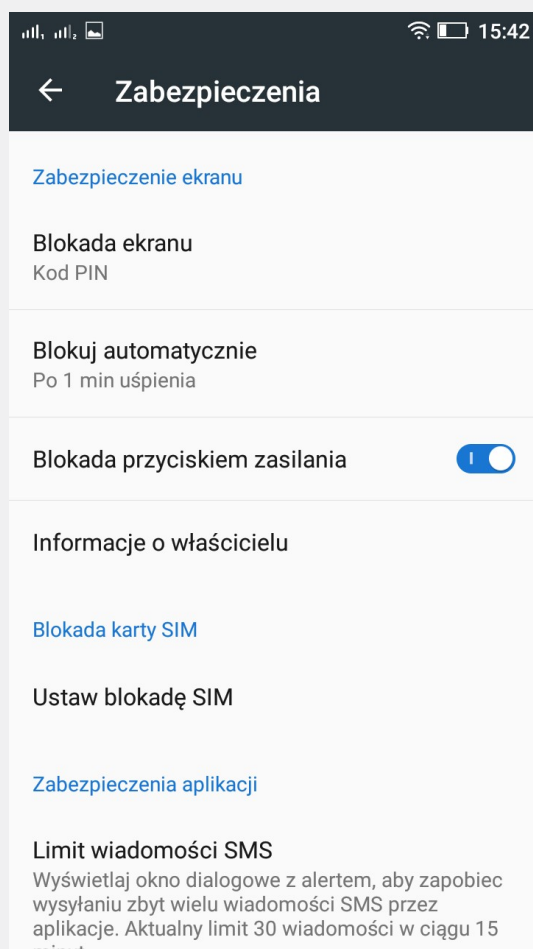 15:42
Zabezpieczenia
Zabezpieczenie ekranu
Blokada ekranu
Kod PIN
Blokuj automatycznie
Po 1 min uśpienia
Blokada przyciskiem zasilania
Informacje o właścicielu
Blokada karty SIM
Ustaw blokadę SIM
Zabezpieczenia aplikacji
Limit wiadomości SMS
Wyświetlaj okno dialogowe z alertem, aby zapobiec
wysyłaniu zbyt wielu wiadomości SMS przez
aplikacje. Aktualny limit 30 wiadomości w ciągu 15